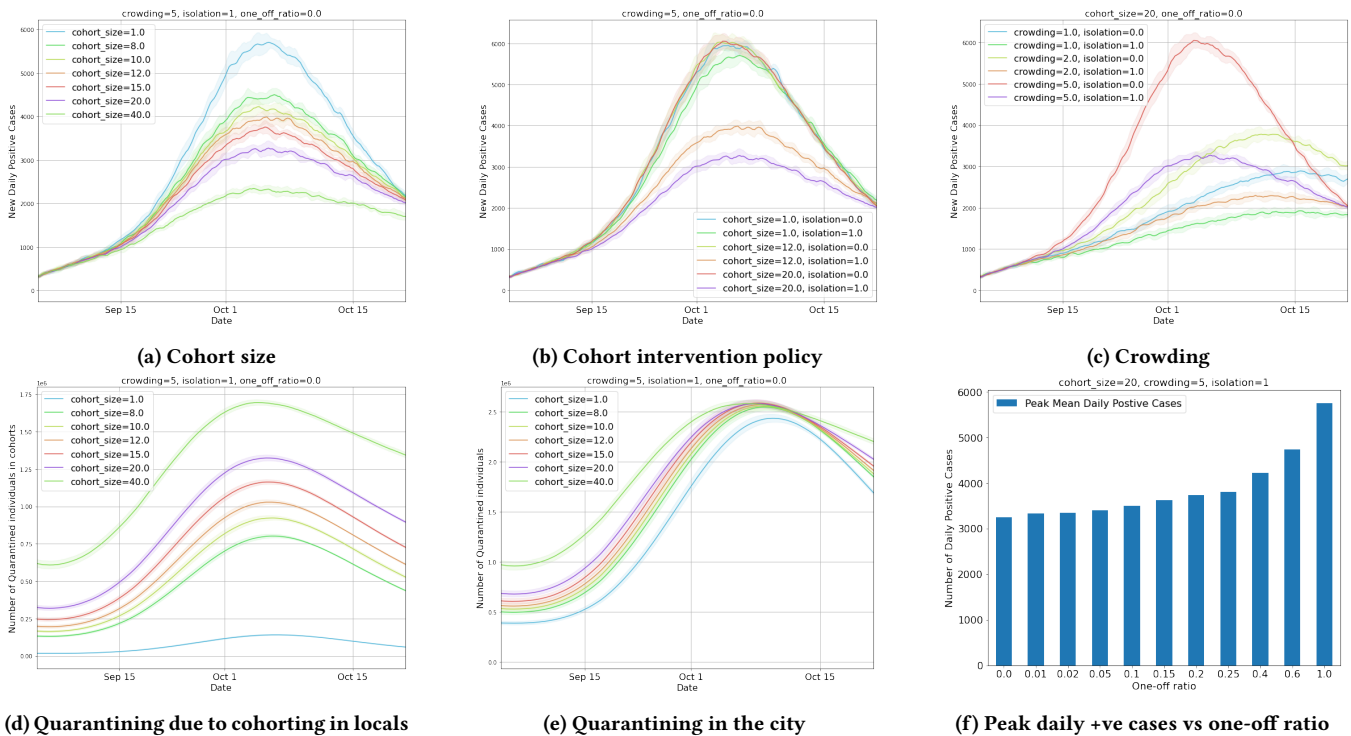 crowding=5, isolation=1, one_off_ratio=0.0
cohort_size=1.0
cohort_size=8.0
cohort_size=10.0
cohort_size=12.0
cohort_size=15.0
cohort_size=20.0
cohort_size=40.0
New Daily Positive Cases
6000
5000
4000
3000
2000
1000
0
Sep 15
Oct 1
Oct 15
Date
(a) Cohort size
crowding=5, one_off_ratio=0.0
cohort_size=1.0, isolation=0.0
cohort_size=1.0, isolation=1.0
cohort_size=12.0, isolation=0.0
cohort_size=12.0, isolation=1.0
cohort_size=20.0, isolation=0.0
cohort_size=20.0, isolation=1.0
New Daily Positive Cases
6000
5000
4000
3000
2000
1000
0
Sep 15
Oct 1
Oct 15
Date
(b) Cohort intervention policy
cohort_size=20, one_off_ratio=0.0
crowding=1.0, isolation=0.0
crowding=1.0, isolation=1.0
crowding=2.0, isolation=0.0
crowding=2.0, isolation=1.0
crowding=5.0, isolation=0.0
crowding=5.0, isolation=1.0
New Daily Positive Cases
6000
5000
4000
3000
2000
1000
0
Sep 15
Oct 1
Oct 15
Date
(c) Crowding
crowding=5, isolation=1, one_off_ratio=0.0
1e6
cohort_size=1.0
cohort_size=8.0
cohort_size=10.0
cohort_size=12.0
cohort_size=15.0
cohort_size=20.0
cohort_size=40.0
Number of Quarantined individuals in cohorts
1.75
1.50
1.25
1.00
0.75
0.50
0.25
0.00
Sep 15
Oct 1
Oct 15
Date
(d) Quarantining due to cohorting in locals
crowding=5, isolation=1, one_off_ratio=0.0
1e6
cohort_size=1.0
cohort_size=8.0
cohort_size=10.0
cohort_size=12.0
cohort_size=15.0
cohort_size=20.0
cohort_size=40.0
Number of Quarantined individuals
2.5
2.0
1.5
1.0
0.5
0.0
Sep 15
Oct 1
Oct 15
Date
(e) Quarantining in the city
cohort_size=20, crowding=5, isolation=1
Peak Mean Daily Postive Cases
Number of Daily Positive Cases
6000
5000
4000
3000
2000
1000
0
0.0 0.01 0.02 0.05 0.1 0.15 0.2 0.25 0.4 0.6 1.0
One-off ratio
(f) Peak daily +ve cases vs one-off ratio